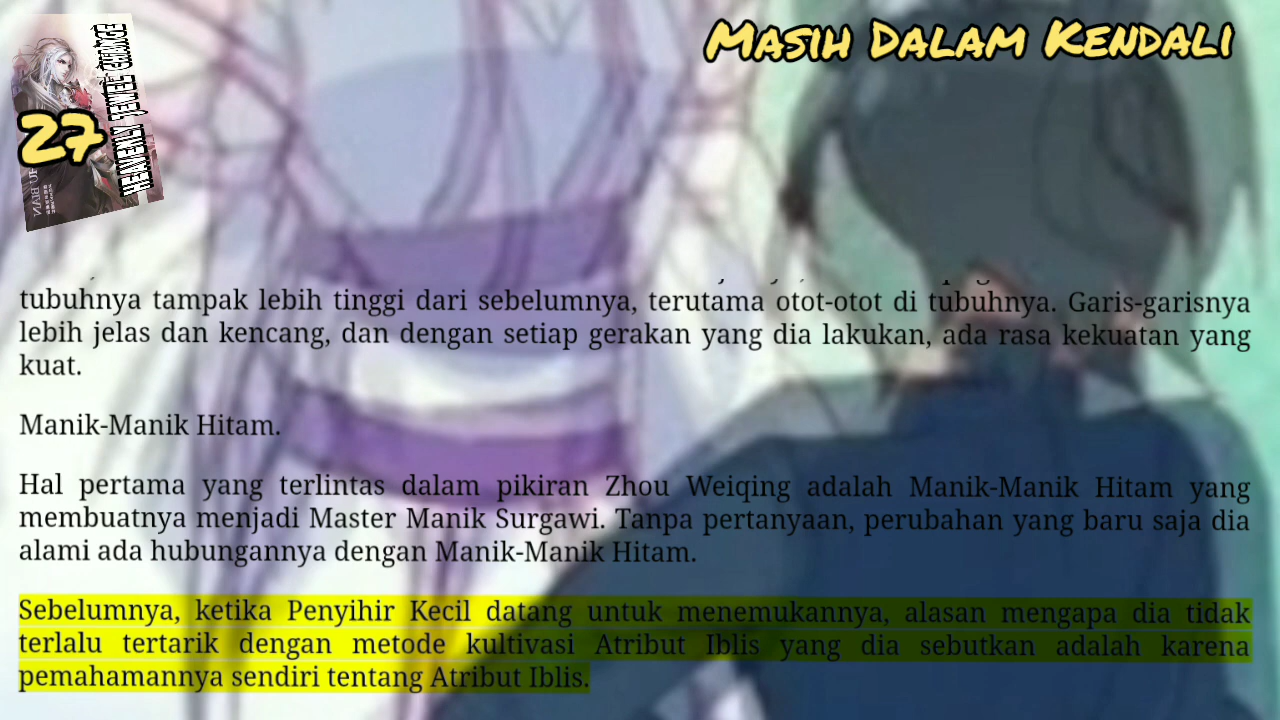 Masih Dalam Kendali
27
HEAVENLY JEWEL CHANGE
tubuhnya tampak lebih tinggi dari sebelumnya, terutama otot-otot di tubuhnya. Garis-garisnya
lebih jelas dan kencang, dan dengan setiap gerakan yang dia lakukan, ada rasa kekuatan yang
kuat.
Manik-Manik Hitam.
Hal pertama yang terlintas dalam pikiran Zhou Weiqing adalah Manik-Manik Hitam yang
membuatnya menjadi Master Manik Surgawi. Tanpa pertanyaan, perubahan yang baru saja dia
alami ada hubungannya dengan Manik-Manik Hitam.
Sebelumnya, ketika Penyihir Kecil datang untuk menemukannya, alasan mengapa dia tidak
terlalu tertarik dengan metode kultivasi Atribut Iblis yang dia sebutkan adalah karena
pemahamannya sendiri tentang Atribut Iblis.